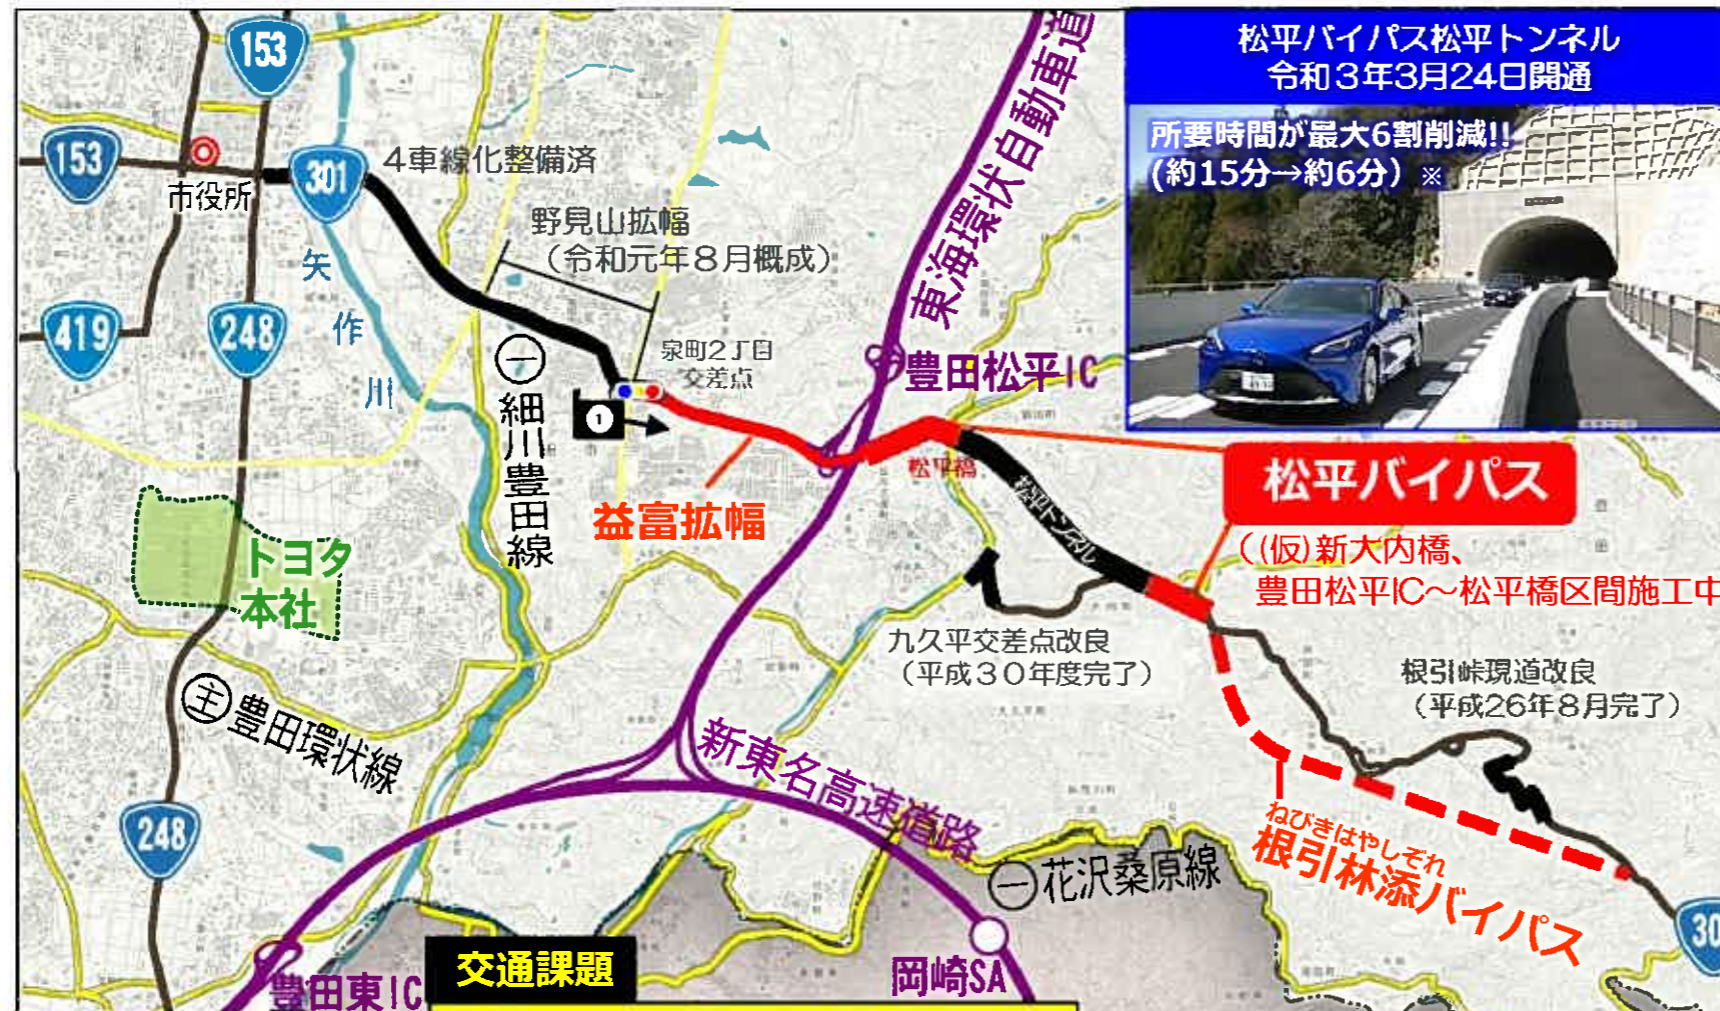 松平バイパス松平トンネル
令和3年3月24日開通
所要時間が最大6割削減!!
(約15分→約6分)※
153
153
301
4車線化整備済
市役所
野見山拡幅
(令和元年8月概成)
矢作川
419
248
東海環状自動車道
泉町2丁目
交差点
豊田松平IC
㊀細川豊田線
1
松平橋
益富拡幅
松平トンネル
松平バイパス
((仮)新大内橋、
豊田松平IC~松平橋区間施工中
トヨタ
本社
九久平交差点改良
(平成30年度完了)
根引峠現道改良
(平成26年8月完了)
主豊田環状線
新東名高速道路
248
ねびきはやしぞれ
根引林添バイパス
㊀花沢桑原線
30
交通課題
岡崎SA
豊田東IC